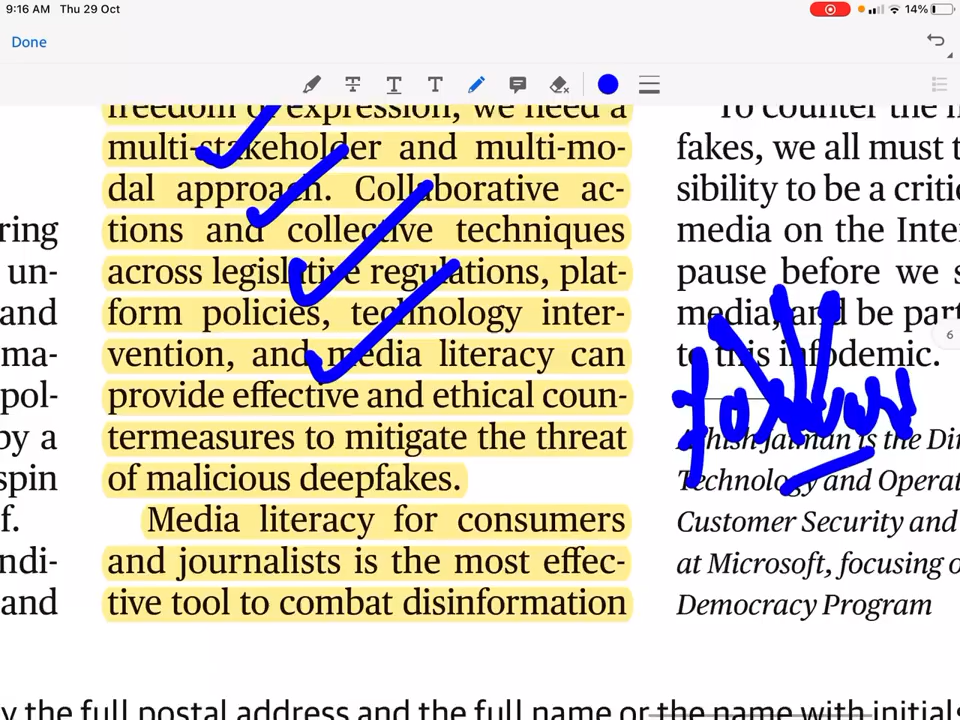 9:16 AM Thu 29 Oct
14%
Done
freedom of expression, we need a
multi-stakeholder and multi-mo-
dal approach. Collaborative ac-
tions and collective techniques
across legislative regulations, plat-
form policies, technology inter-
vention, and media literacy can
provide effective and ethical coun-
termeasures to mitigate the threat
of malicious deepfakes.
Media literacy for consumers
and journalists is the most effec-
tive tool to combat disinformation
ring
un-
and
ma-
pol-
by a
spin
f.
ndi-
and
To counter the
fakes, we all must t
sibility to be a critic
media on the Inte
pause before we s
media, and be part
to this infodemic.
6
Ashish Jaiman is the Di
Technology and Operat
Customer Security and
at Microsoft, focusing o
Democracy Program
y the full postal address and the full name or the name with initials